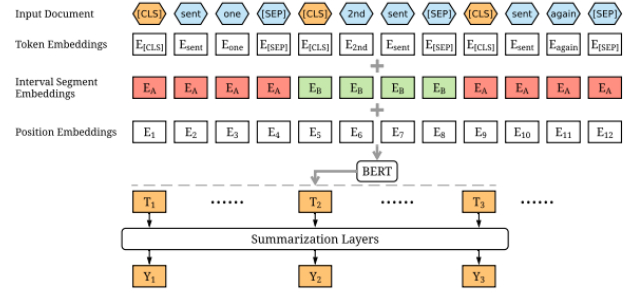 Input Document [CLS] sent one [SEP] [CLS] 2nd sent [SEP] [CLS] sent again [SEP]
Token Embeddings E[CLS] Esent Eone E[SEP] E[CLS] E2nd Esent E[SEP] E[CLS] Esent Eagain E[SEP]
+
Interval Segment
Embeddings EA EA EA EA EB EB EB EB EA EA EA EA
+
Position Embeddings E1 E2 E3 E4 E5 E6 E7 E8 E9 E10 E11 E12
BERT
T1 ...... T2 ...... T3 ......
Summarization Layers
Y1 Y2 Y3